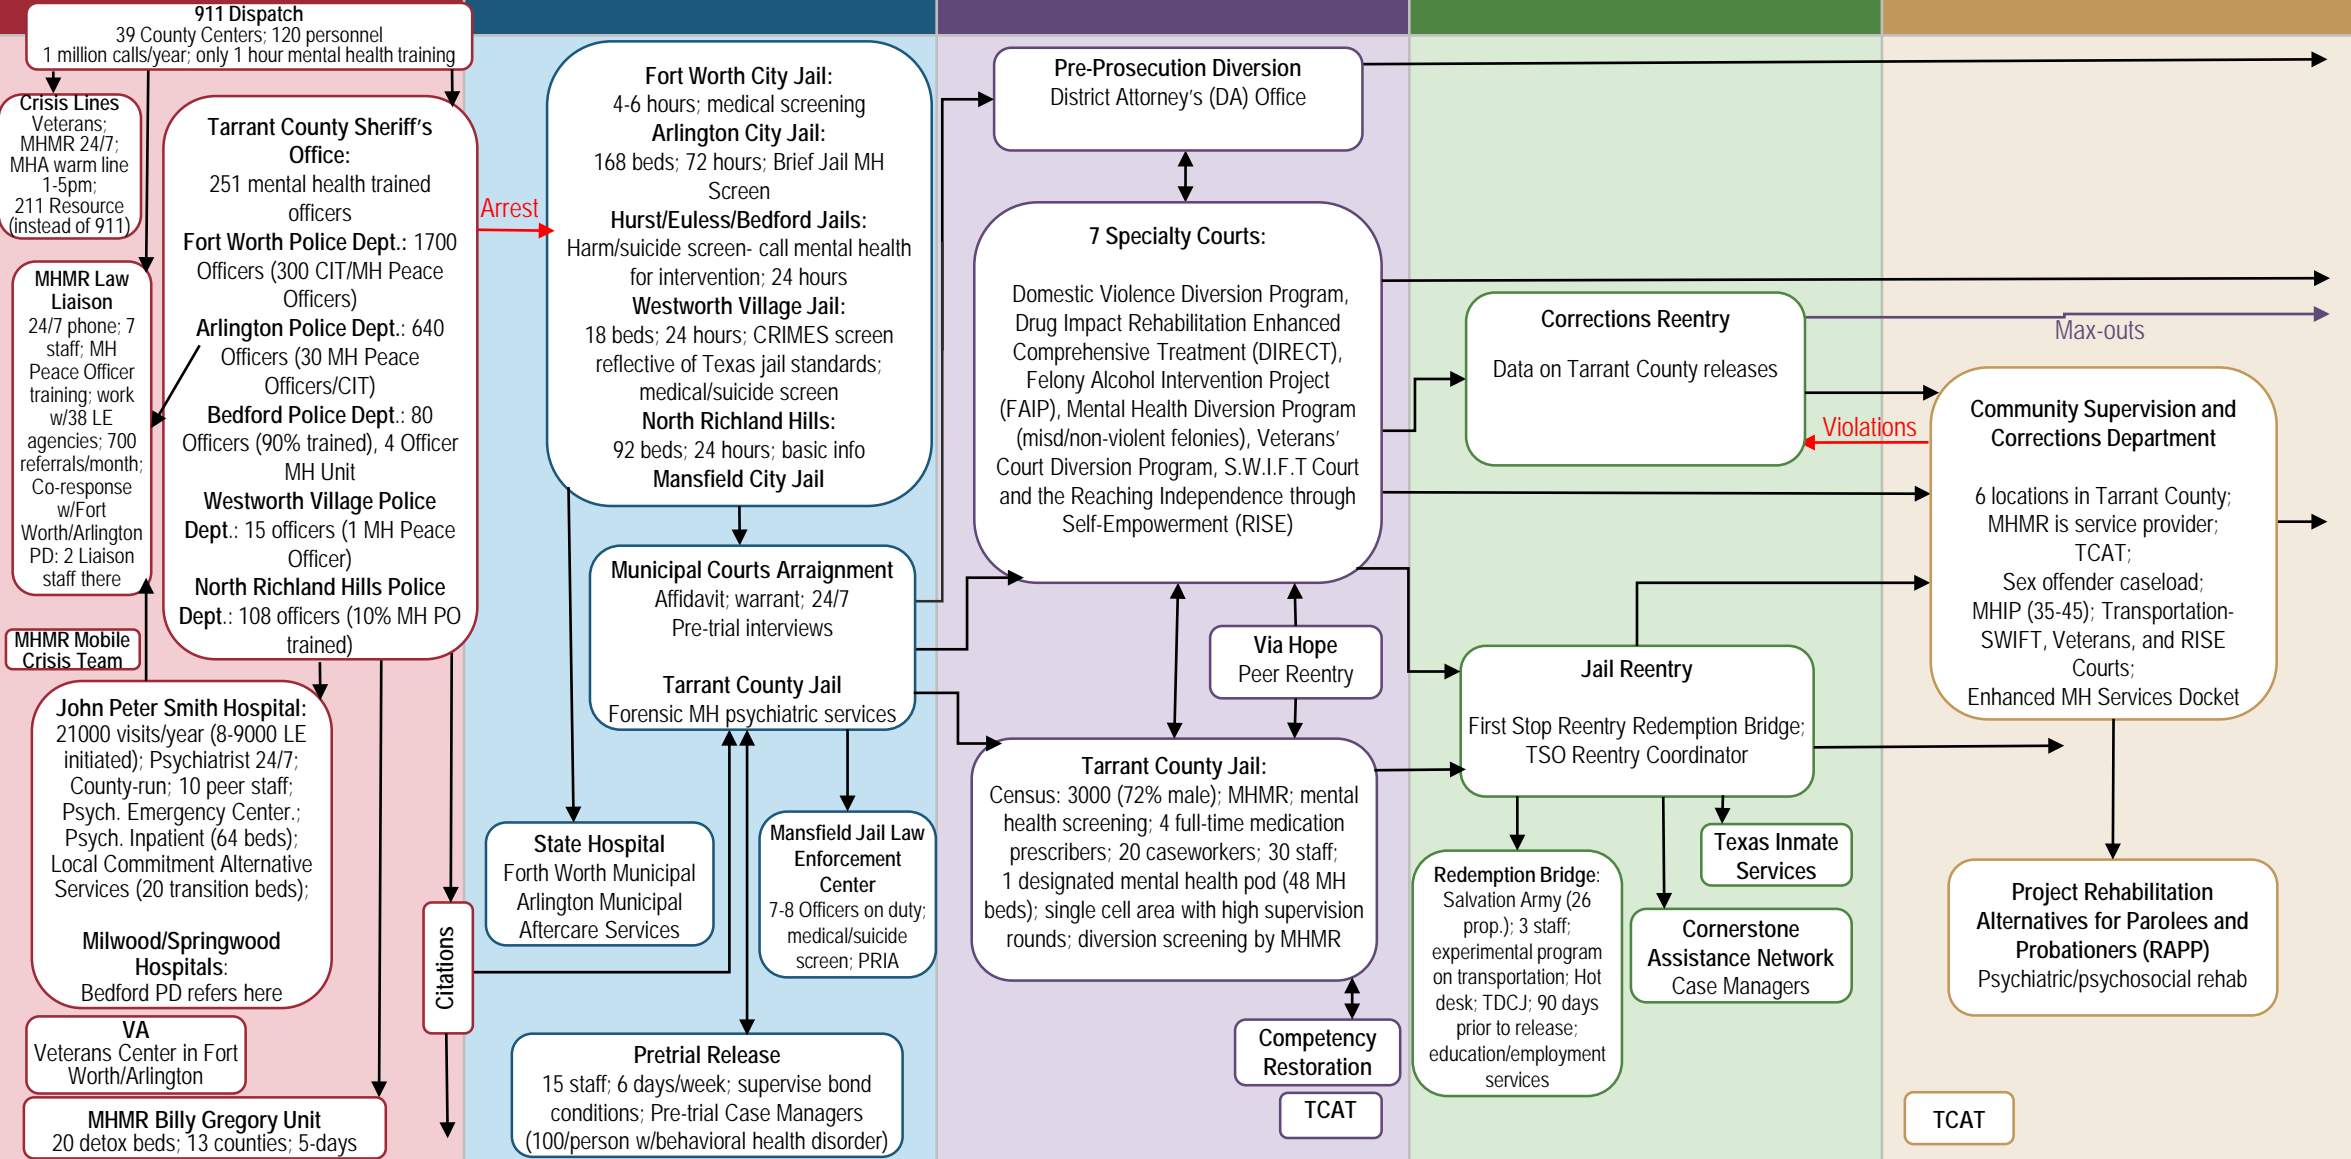 911 Dispatch
39 County Centers; 120 personnel
1 million calls/year; only 1 hour mental health training
Crisis Lines
Veterans;
MHMR 24/7;
MHA warm line
1-5pm;
211 Resource
(instead of 911)
MHMR Law
Liaison
24/7 phone; 7
staff; MH
Peace Officer
training; work
w/38 LE
agencies; 700
referrals/month;
Co-response
w/Fort
Worth/Arlington
PD: 2 Liaison
staff there
MHMR Mobile
Crisis Team
Tarrant County Sheriff's
Office:
251 mental health trained
officers
Fort Worth Police Dept.: 1700
Officers (300 CIT/MH Peace
Officers)
Arlington Police Dept.: 640
Officers (30 MH Peace
Officers/CIT)
Bedford Police Dept.: 80
Officers (90% trained), 4 Officer
MH Unit
Westworth Village Police
Dept.: 15 officers (1 MH Peace
Officer)
North Richland Hills Police
Dept.: 108 officers (10% MH PO
trained)
John Peter Smith Hospital:
21000 visits/year (8-9000 LE
initiated); Psychiatrist 24/7;
County-run; 10 peer staff;
Psych. Emergency Center.;
Psych. Inpatient (64 beds);
Local Commitment Alternative
Services (20 transition beds);
Milwood/Springwood
Hospitals:
Bedford PD refers here
VA
Veterans Center in Fort
Worth/Arlington
MHMR Billy Gregory Unit
20 detox beds; 13 counties; 5-days
Citations
Arrest
Fort Worth City Jail:
4-6 hours; medical screening
Arlington City Jail:
168 beds; 72 hours; Brief Jail MH
Screen
Hurst/Euless/Bedford Jails:
Harm/suicide screen- call mental health
for intervention; 24 hours
Westworth Village Jail:
18 beds; 24 hours; CRIMES screen
reflective of Texas jail standards;
medical/suicide screen
North Richland Hills:
92 beds; 24 hours; basic info
Mansfield City Jail
Municipal Courts Arraignment
Affidavit; warrant; 24/7
Pre-trial interviews
Tarrant County Jail
Forensic MH psychiatric services
State Hospital
Forth Worth Municipal
Arlington Municipal
Aftercare Services
Mansfield Jail Law
Enforcement
Center
7-8 Officers on duty;
medical/suicide
screen; PRIA
Pretrial Release
15 staff; 6 days/week; supervise bond
conditions; Pre-trial Case Managers
(100/person w/behavioral health disorder)
Pre-Prosecution Diversion
District Attorney's (DA) Office
7 Specialty Courts:
Domestic Violence Diversion Program,
Drug Impact Rehabilitation Enhanced
Comprehensive Treatment (DIRECT),
Felony Alcohol Intervention Project
(FAIP), Mental Health Diversion Program
(misd/non-violent felonies), Veterans'
Court Diversion Program, S.W.I.F.T Court
and the Reaching Independence through
Self-Empowerment (RISE)
Via Hope
Peer Reentry
Tarrant County Jail:
Census: 3000 (72% male); MHMR; mental
health screening; 4 full-time medication
prescribers; 20 caseworkers; 30 staff;
1 designated mental health pod (48 MH
beds); single cell area with high supervision
rounds; diversion screening by MHMR
Competency
Restoration
TCAT
Corrections Reentry
Data on Tarrant County releases
Jail Reentry
First Stop Reentry Redemption Bridge;
TSO Reentry Coordinator
Texas Inmate
Services
Redemption Bridge:
Salvation Army (26
prop.); 3 staff;
experimental program
on transportation; Hot
desk; TDCJ; 90 days
prior to release;
education/employment
services
Cornerstone
Assistance Network
Case Managers
Max-outs
Violations
Community Supervision and
Corrections Department
6 locations in Tarrant County;
MHMR is service provider;
TCAT;
Sex offender caseload;
MHIP (35-45); Transportation-
SWIFT, Veterans, and RISE
Courts;
Enhanced MH Services Docket
Project Rehabilitation
Alternatives for Parolees and
Probationers (RAPP)
Psychiatric/psychosocial rehab
TCAT